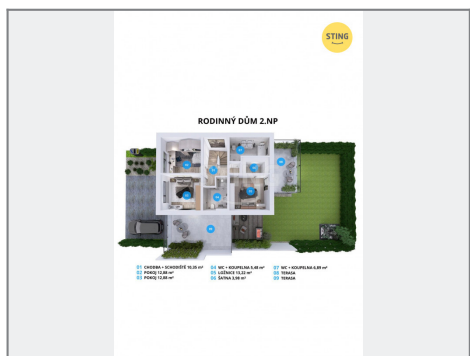 STING
RODINNÝ DŮM 2.NP
01 CHODBA + SCHODIŠTĚ 10,35 m²
02 POKOJ 12,88 m²
03 POKOJ 12,88 m²
04 WC + KOUPELNA 5,48 m²
05 LOŽNICE 13,22 m²
06 ŠATNA 3,98 m²
07 WC + KOUPELNA 6,89 m²
08 TERASA
09 TERASA